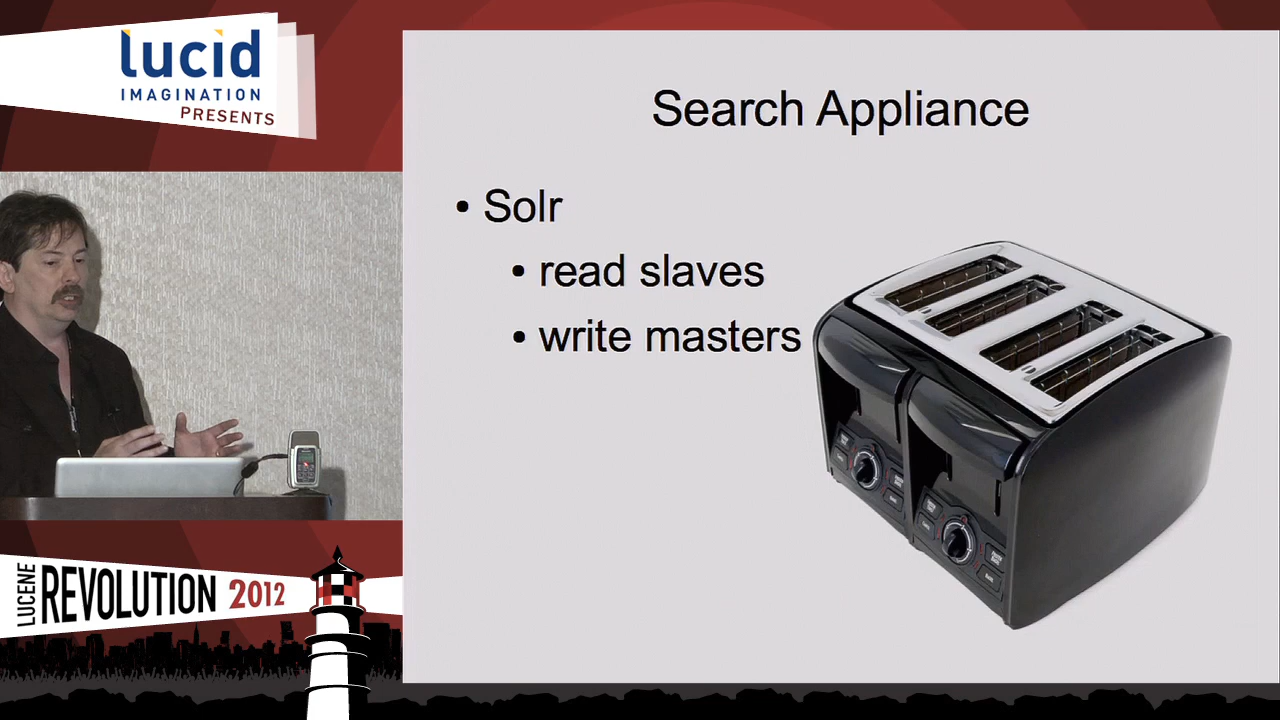 lucid
IMAGINATION
PRESENTS
Search Appliance
• Solr
• read slaves
• write masters
LUCENE
REVOLUTION 2012